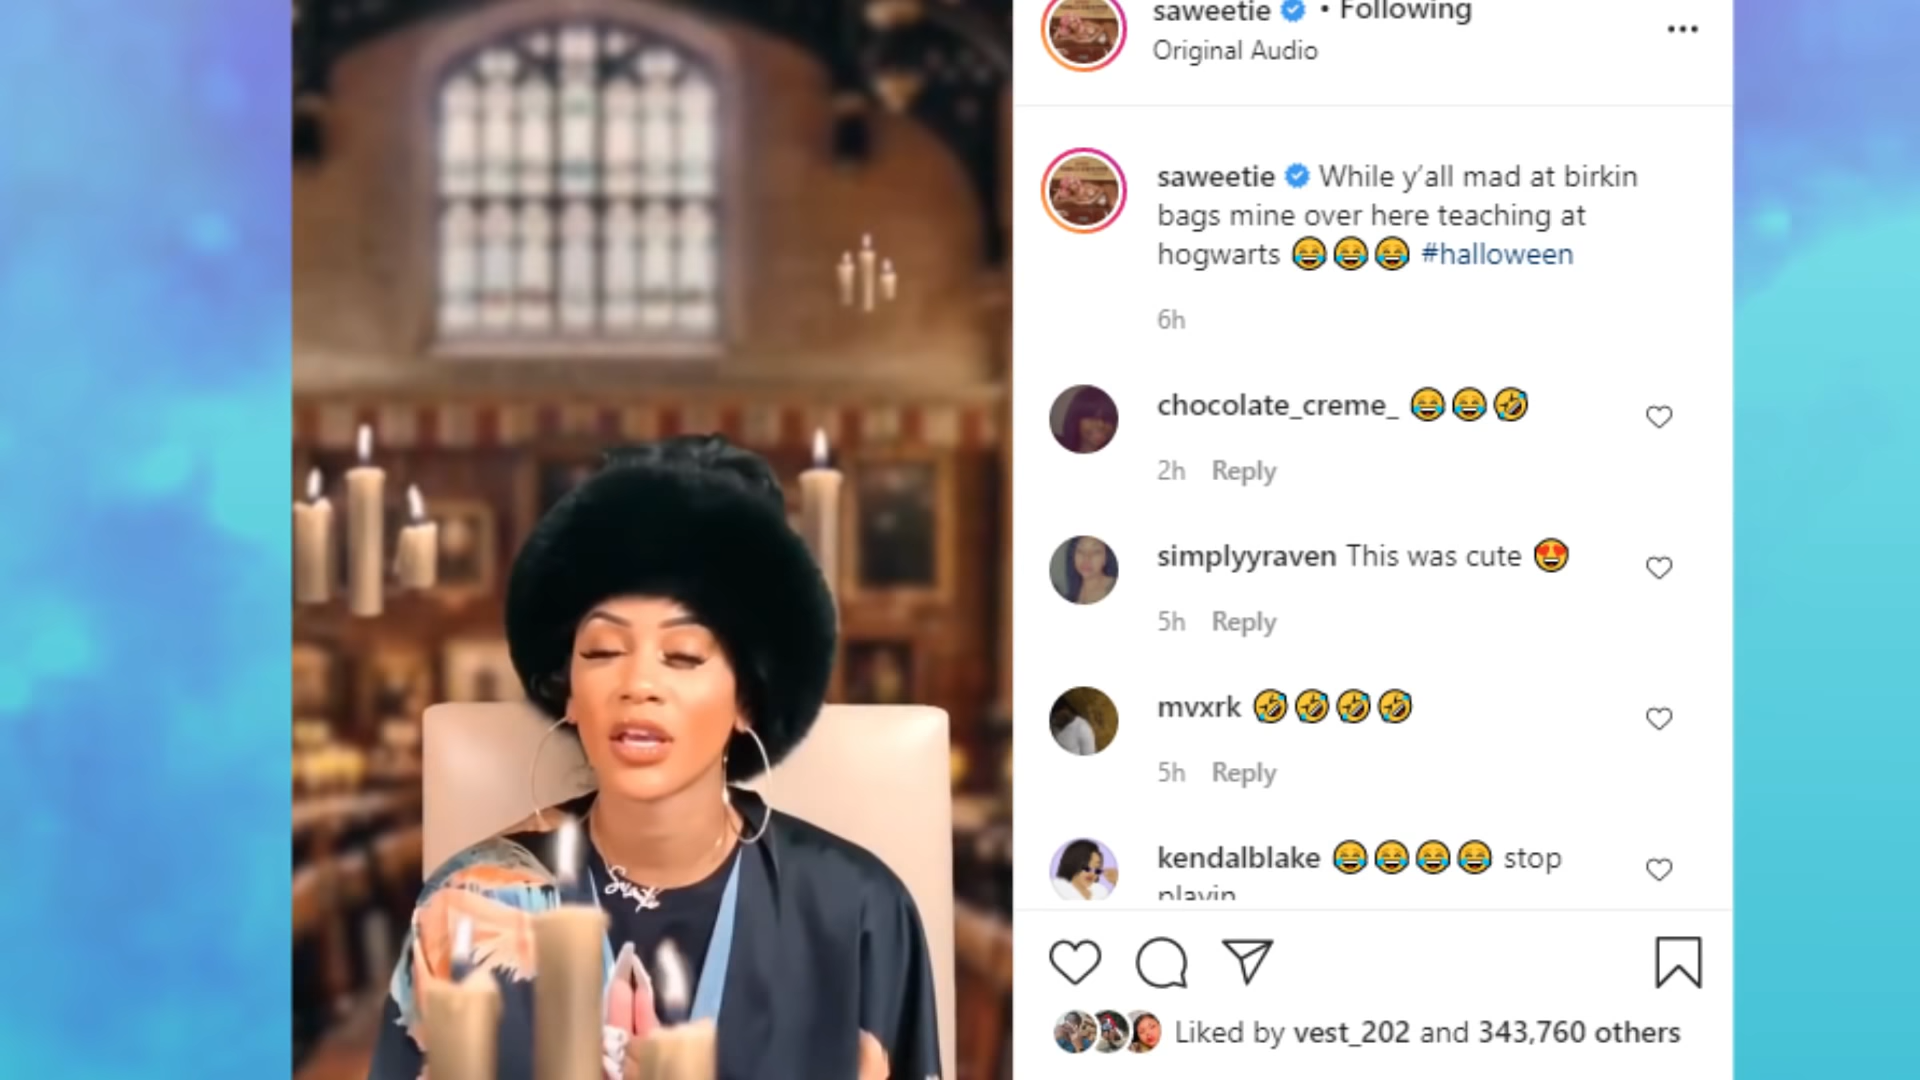 saweetie • Following
Original Audio
saweetie While y'all mad at birkin
bags mine over here teaching at
hogwarts 😂😂😂 #halloween
6h
chocolate_creme_ 😂😂🤣
2h Reply
simplyyraven This was cute 😍
5h Reply
mvxrk 🤣🤣🤣🤣
5h Reply
kendalblake 😂😂😂😂 stop
playin
Liked by vest_202 and 343,760 others